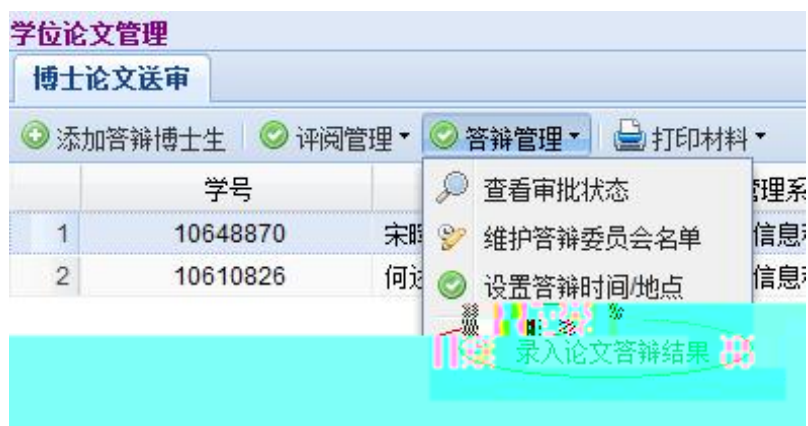 学位论文管理
博士论文送审
添加答辩博士生 评阅管理 答辩管理 打印材料
学号
查看审批状态
管理系
1 10648870
维护答辩委员会名单
信息
2 10610826 何
设置答辩时间/地点
信息
录入论文答辩结果